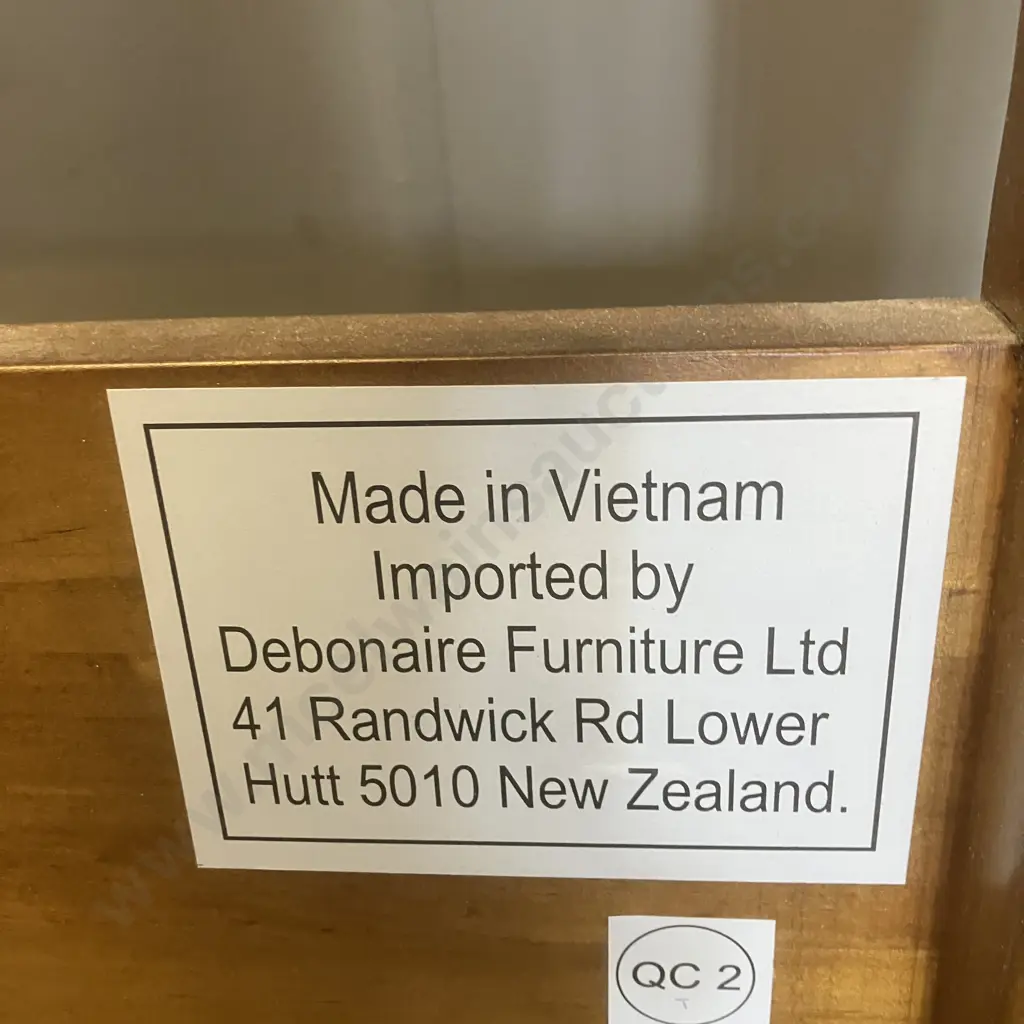 Made in Vietnam
Imported by
Debonaire Furniture Ltd
41 Randwick Rd Lower
Hutt 5010 New Zealand.
QC 2
T